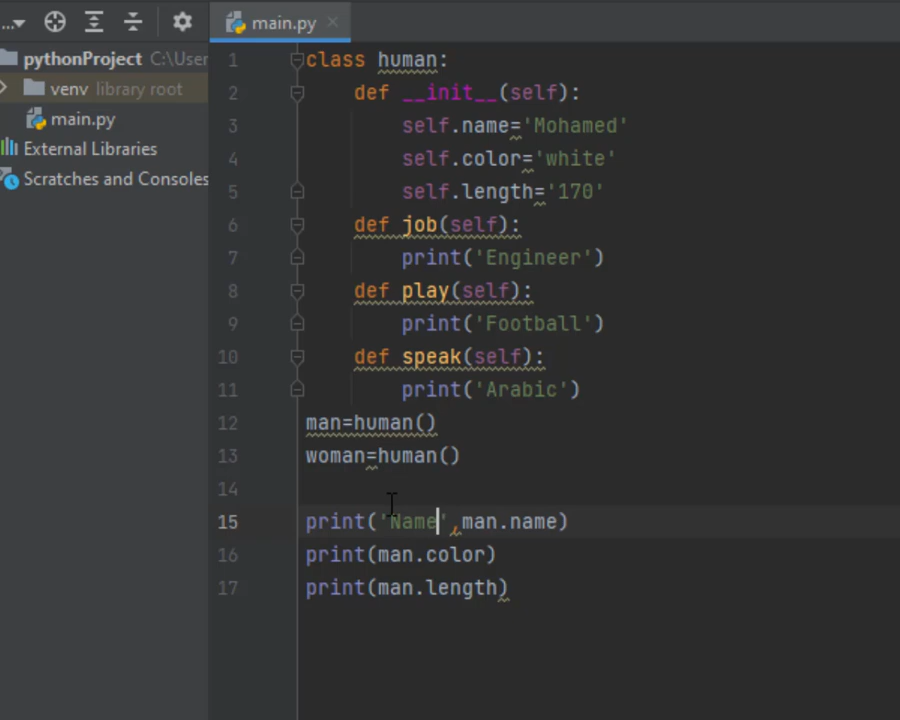 main.py
pythonProject C:\User
venv library root
main.py
External Libraries
Scratches and Consoles
1 class human:
2 def __init__(self):
3 self.name='Mohamed'
4 self.color='white'
5 self.length='170'
6 def job(self):
7 print('Engineer')
8 def play(self):
9 print('Football')
10 def speak(self):
11 print('Arabic')
12 man=human()
13 woman=human()
14
15 print('Name',man.name)
16 print(man.color)
17 print(man.length)